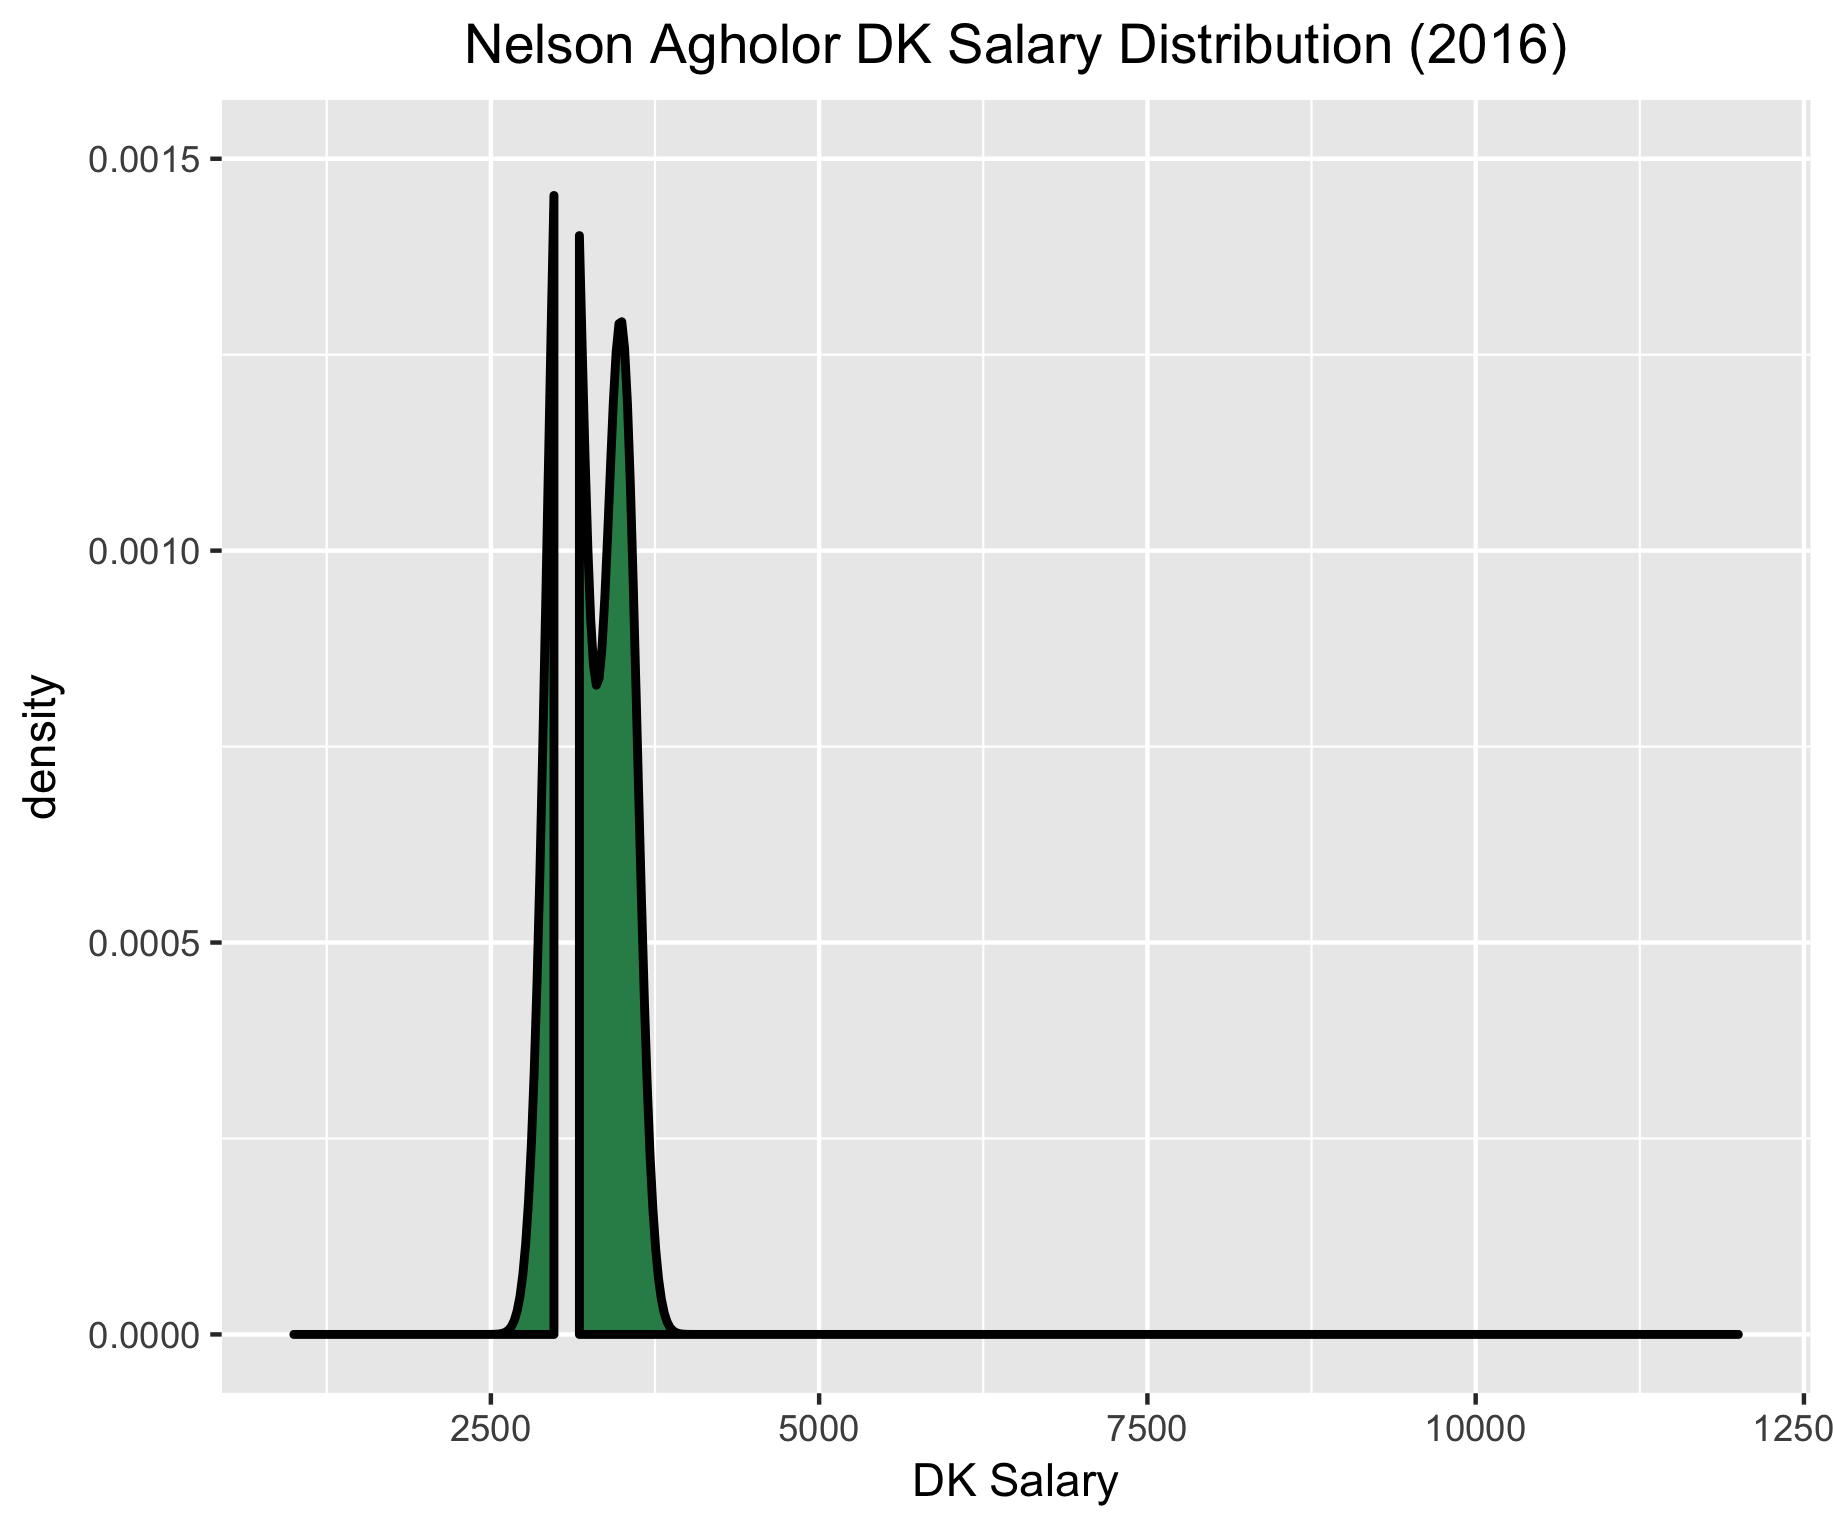 Nelson Agholor DK Salary Distribution (2016)
0.0015
0.0010
0.0005
0.0000
density
2500 5000 7500 10000 1250
DK Salary